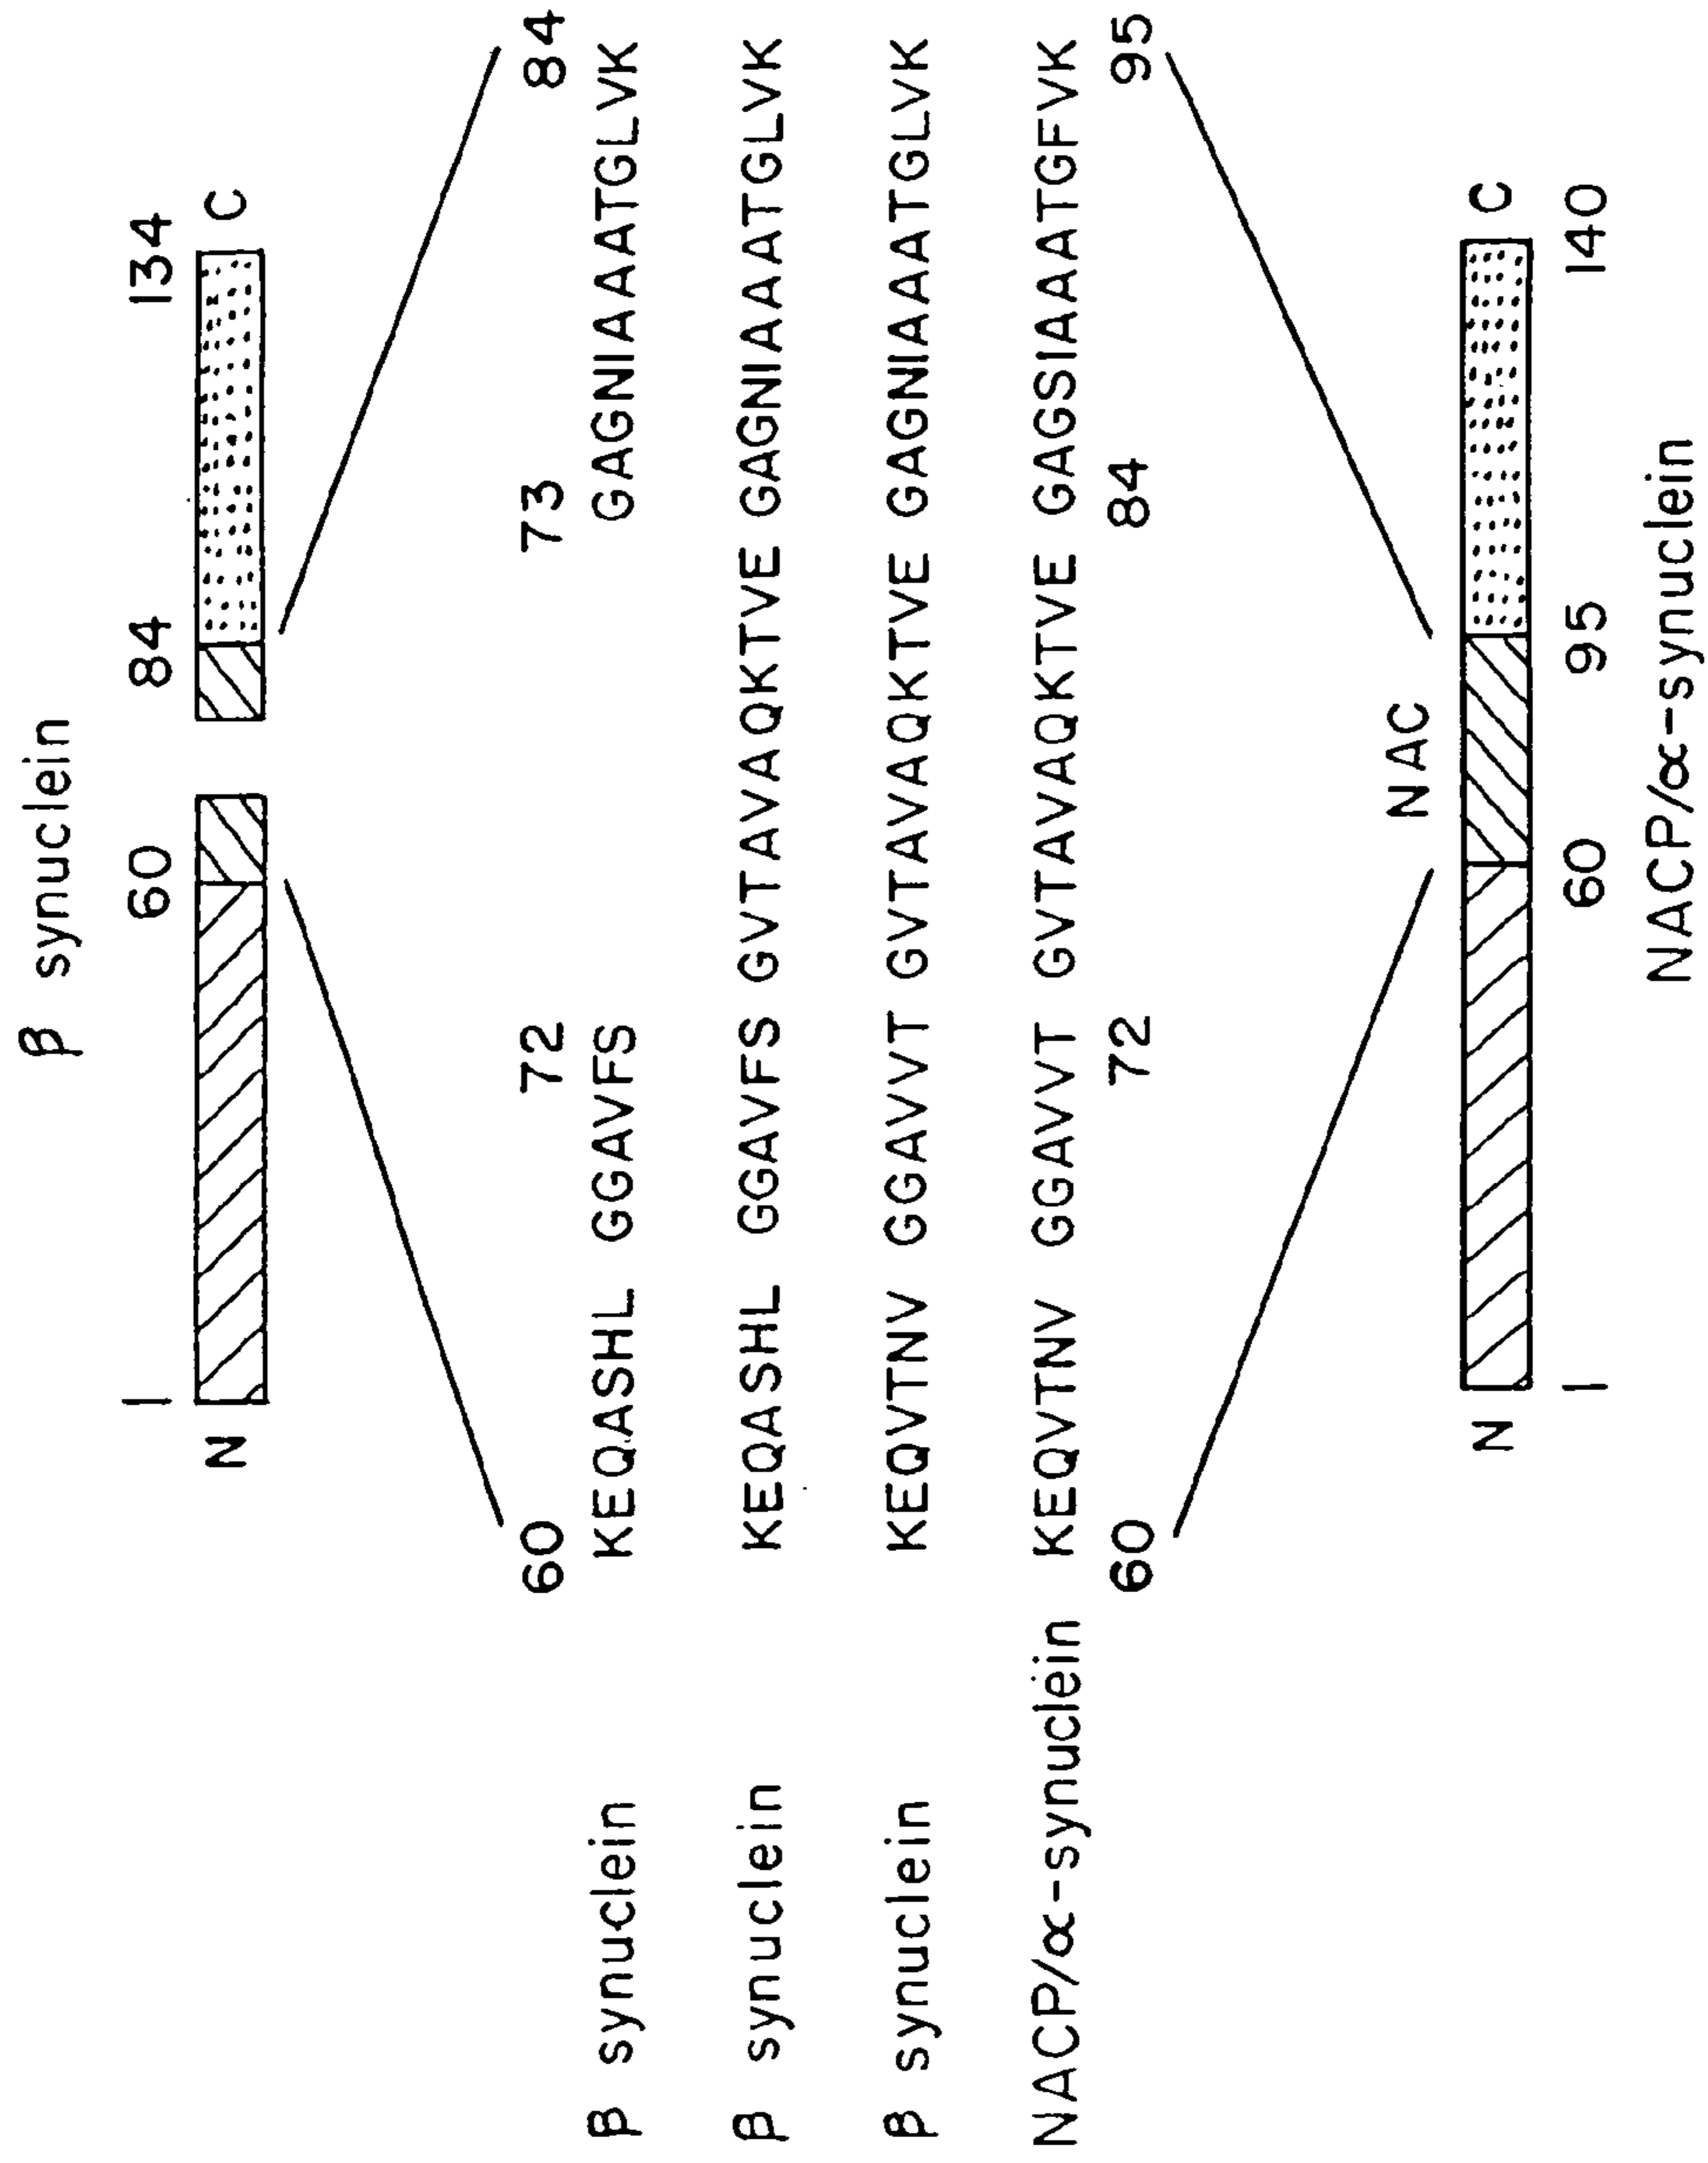 β synuclein
1 60 84 134
N C
60 72 73 84
β synuclein KEQASHL GGAVFS GAGNIAAATGLVK
β synuclein KEQASHL GGAVFS GVTAVAQKTVE GAGNIAAATGLVK
β synuclein KEQVTNV GGAVVT GVTAVAQKTVE GAGNIAAATGLVK
NACP/α-synuclein KEQVTNV GGAVVT GVTAVAQKTVE GAGSIAAATGFVK
60 72 84 95
NAC
N C
1 60 95 140
NACP/α-synuclein